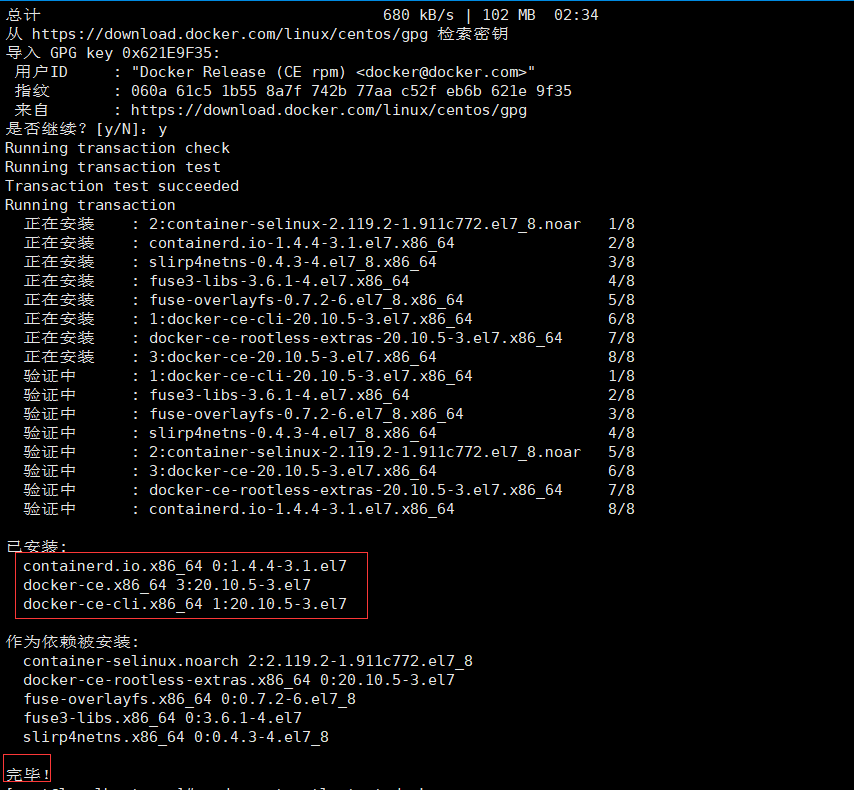 总计 680 kB/s | 102 MB 02:34
从 https://download.docker.com/linux/centos/gpg 检索密钥
导入 GPG key 0x621E9F35:
用户ID : "Docker Release (CE rpm) <docker@docker.com>"
指纹 : 060a 61c5 1b55 8a7f 742b 77aa c52f eb6b 621e 9f35
来自 : https://download.docker.com/linux/centos/gpg
是否继续？[y/N]：y
Running transaction check
Running transaction test
Transaction test succeeded
Running transaction
正在安装 : 2:container-selinux-2.119.2-1.911c772.el7_8.noar 1/8
正在安装 : containerd.io-1.4.4-3.1.el7.x86_64 2/8
正在安装 : slirp4netns-0.4.3-4.el7_8.x86_64 3/8
正在安装 : fuse3-libs-3.6.1-4.el7.x86_64 4/8
正在安装 : fuse-overlayfs-0.7.2-6.el7_8.x86_64 5/8
正在安装 : 1:docker-ce-cli-20.10.5-3.el7.x86_64 6/8
正在安装 : docker-ce-rootless-extras-20.10.5-3.el7.x86_64 7/8
正在安装 : 3:docker-ce-20.10.5-3.el7.x86_64 8/8
验证中 : 1:docker-ce-cli-20.10.5-3.el7.x86_64 1/8
验证中 : fuse3-libs-3.6.1-4.el7.x86_64 2/8
验证中 : fuse-overlayfs-0.7.2-6.el7_8.x86_64 3/8
验证中 : slirp4netns-0.4.3-4.el7_8.x86_64 4/8
验证中 : 2:container-selinux-2.119.2-1.911c772.el7_8.noar 5/8
验证中 : 3:docker-ce-20.10.5-3.el7.x86_64 6/8
验证中 : docker-ce-rootless-extras-20.10.5-3.el7.x86_64 7/8
验证中 : containerd.io-1.4.4-3.1.el7.x86_64 8/8
已安装:
containerd.io.x86_64 0:1.4.4-3.1.el7
docker-ce.x86_64 3:20.10.5-3.el7
docker-ce-cli.x86_64 1:20.10.5-3.el7
作为依赖被安装:
container-selinux.noarch 2:2.119.2-1.911c772.el7_8
docker-ce-rootless-extras.x86_64 0:20.10.5-3.el7
fuse-overlayfs.x86_64 0:0.7.2-6.el7_8
fuse3-libs.x86_64 0:3.6.1-4.el7
slirp4netns.x86_64 0:0.4.3-4.el7_8
完毕！